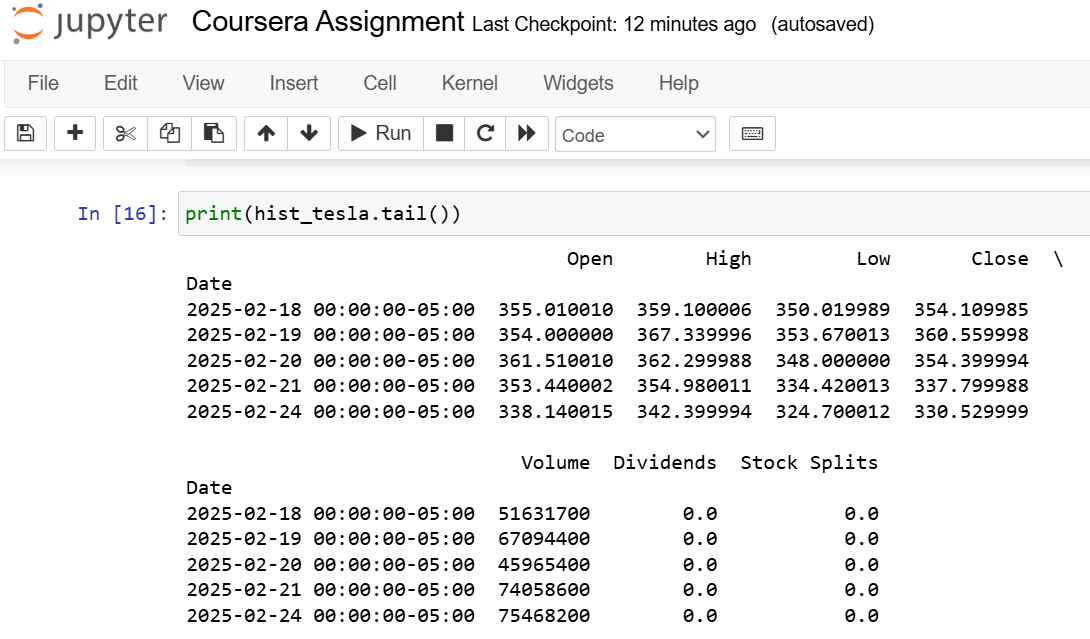 jupyter Coursera Assignment Last Checkpoint: 12 minutes ago (autosaved)
File Edit View Insert Cell Kernel Widgets Help
Run Code
In [16]: print(hist_tesla.tail())
Open High Low Close \
Date
2025-02-18 00:00:00-05:00 355.010010 359.100006 350.019989 354.109985
2025-02-19 00:00:00-05:00 354.000000 367.339996 353.670013 360.559998
2025-02-20 00:00:00-05:00 361.510010 362.299988 348.000000 354.399994
2025-02-21 00:00:00-05:00 353.440002 354.980011 334.420013 337.799988
2025-02-24 00:00:00-05:00 338.140015 342.399994 324.700012 330.529999
Volume Dividends Stock Splits
Date
2025-02-18 00:00:00-05:00 51631700 0.0 0.0
2025-02-19 00:00:00-05:00 67094400 0.0 0.0
2025-02-20 00:00:00-05:00 45965400 0.0 0.0
2025-02-21 00:00:00-05:00 74058600 0.0 0.0
2025-02-24 00:00:00-05:00 75468200 0.0 0.0